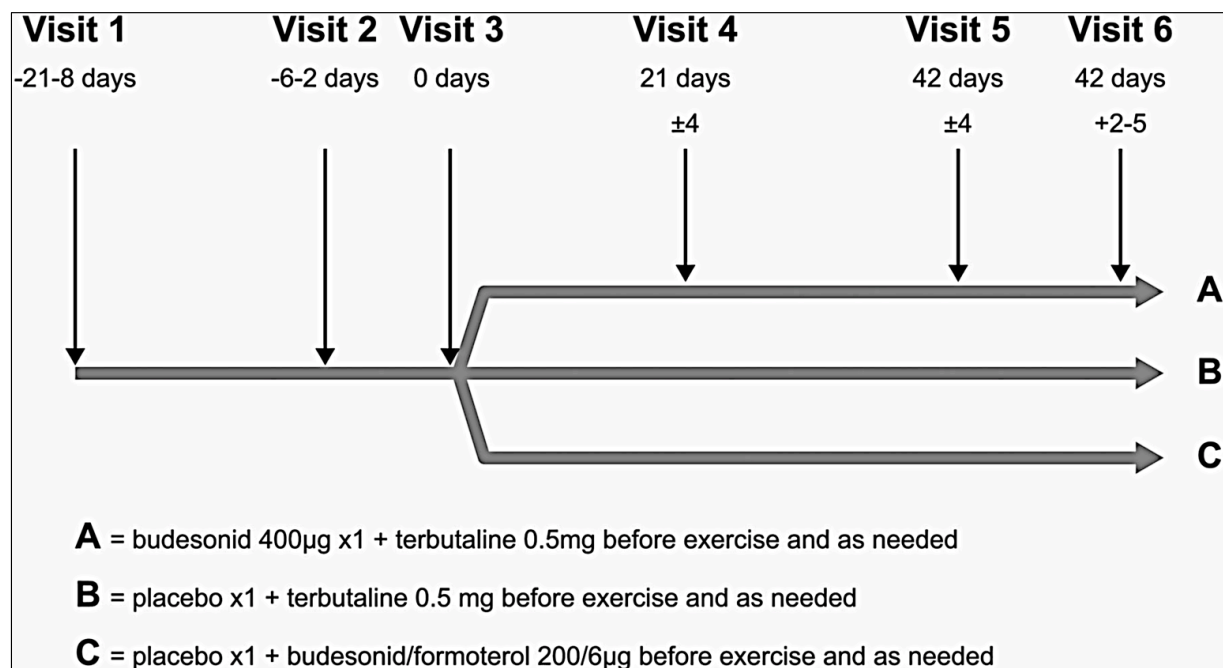 Visit 1 Visit 2 Visit 3 Visit 4 Visit 5 Visit 6
-21-8 days -6-2 days 0 days 21 days 42 days 42 days
±4 ±4 +2-5
A
B
C
A = budesonid 400µg x1 + terbutaline 0.5mg before exercise and as needed
B = placebo x1 + terbutaline 0.5 mg before exercise and as needed
C = placebo x1 + budesonid/formoterol 200/6µg before exercise and as needed